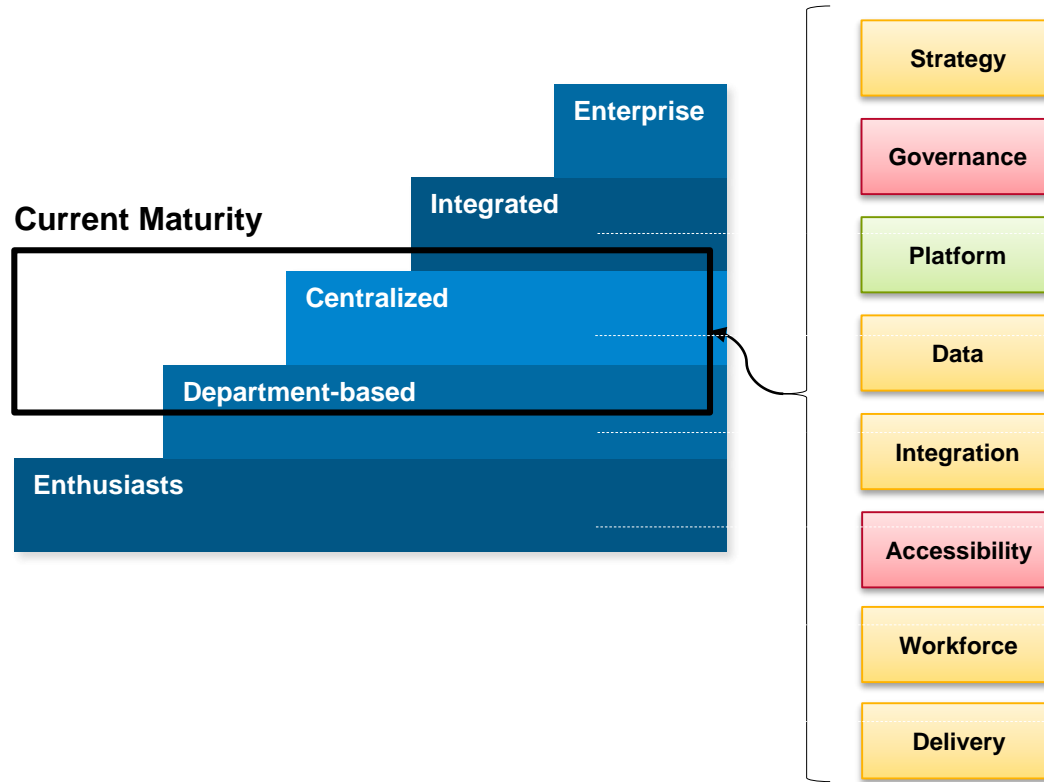 Current Maturity
Enterprise
Integrated
Centralized
Department-based
Enthusiasts
Strategy
Governance
Platform
Data
Integration
Accessibility
Workforce
Delivery